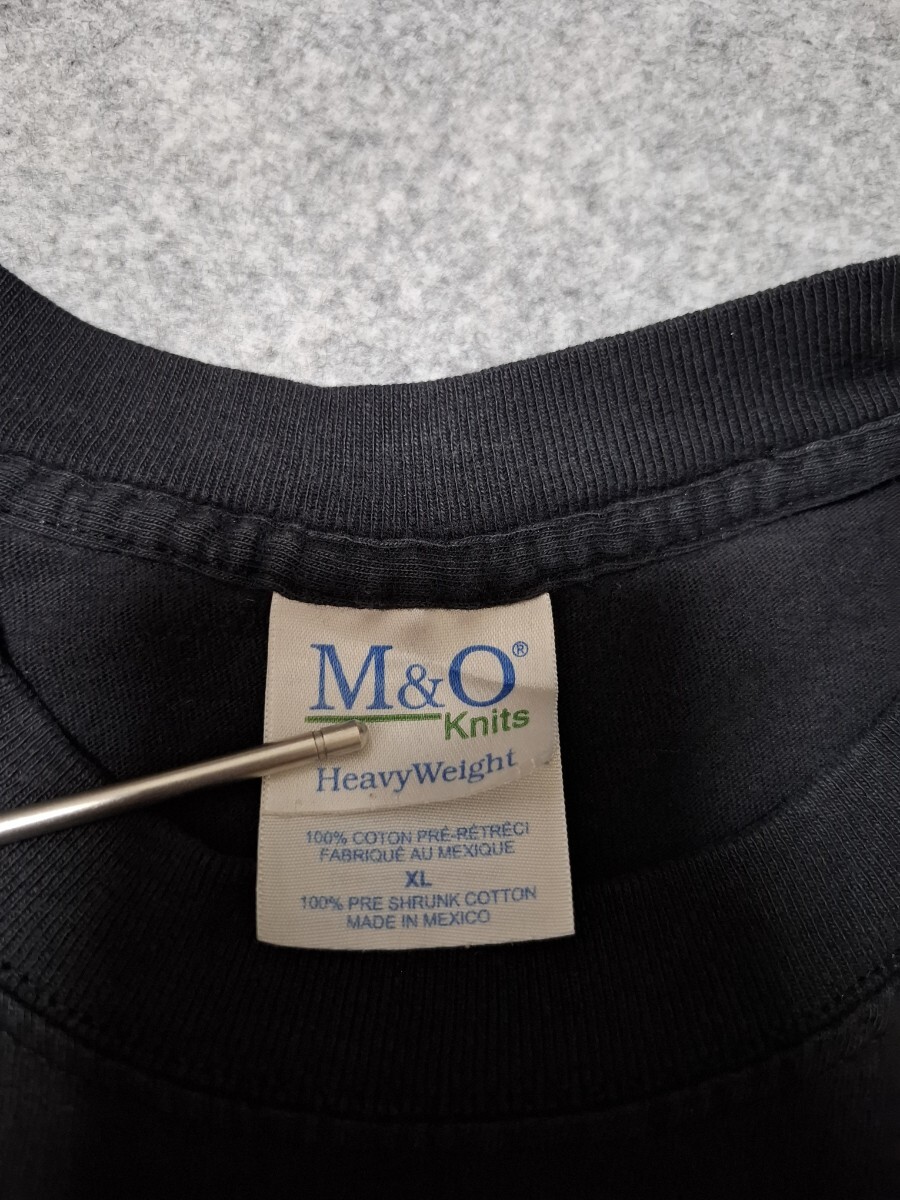 M&O®
Knits
HeavyWeight
100% COTON PRÉ-RÉTRÉCI
FABRIQUÉ AU MEXIQUE
XL
100% PRE SHRUNK COTTON
MADE IN MEXICO